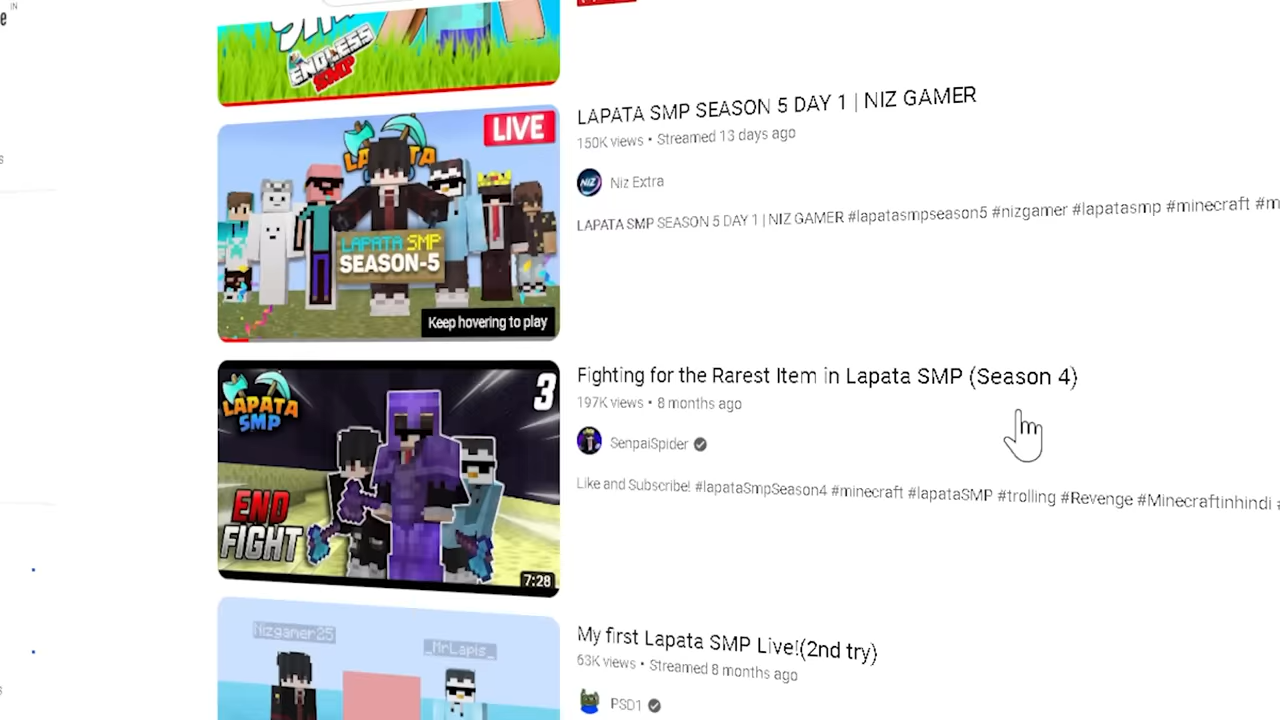 IN
ENDLESS
SMP
LAPATA SMP SEASON 5 DAY 1 | NIZ GAMER
150K views • Streamed 13 days ago
LIVE
LAPATA
NIZ
Niz Extra
LAPATA SMP SEASON 5 DAY 1 | NIZ GAMER #lapatasmpseason5 #nizgamer #lapatasmp #minecraft #m
LAPATA SMP
SEASON-5
Keep hovering to play
Fighting for the Rarest Item in Lapata SMP (Season 4)
197K views • 8 months ago
3
LAPATA
SMP
SenpaiSpider
Like and Subscribe! #lapataSmpSeason4 #minecraft #lapataSMP #trolling #Revenge #Minecraftinhindi #
END
FIGHT
7:28
Nizgamer25
_MrLapis_
My first Lapata SMP Live!(2nd try)
63K views • Streamed 8 months ago
PSD1